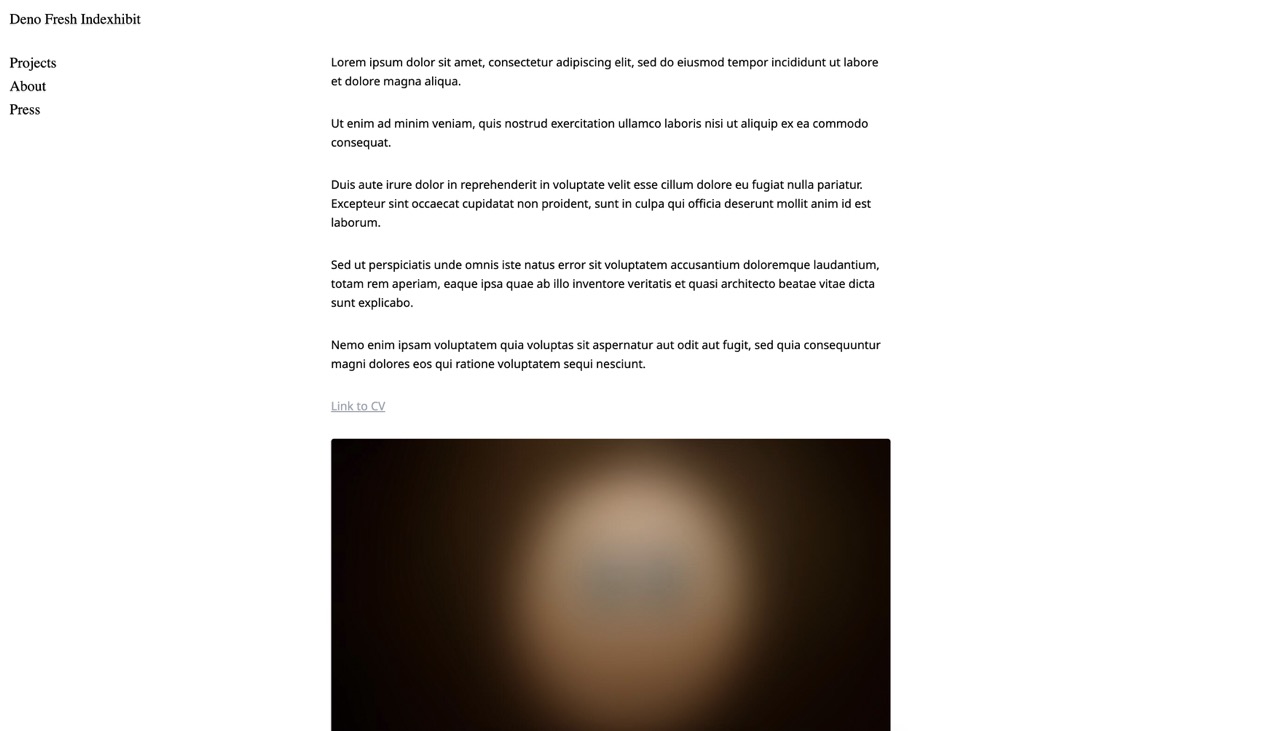 Deno Fresh Indexhibit
Projects
About
Press
Lorem ipsum dolor sit amet, consectetur adipiscing elit, sed do eiusmod tempor incididunt ut labore
et dolore magna aliqua.
Ut enim ad minim veniam, quis nostrud exercitation ullamco laboris nisi ut aliquip ex ea commodo
consequat.
Duis aute irure dolor in reprehenderit in voluptate velit esse cillum dolore eu fugiat nulla pariatur.
Excepteur sint occaecat cupidatat non proident, sunt in culpa qui officia deserunt mollit anim id est
laborum.
Sed ut perspiciatis unde omnis iste natus error sit voluptatem accusantium doloremque laudantium,
totam rem aperiam, eaque ipsa quae ab illo inventore veritatis et quasi architecto beatae vitae dicta
sunt explicabo.
Nemo enim ipsam voluptatem quia voluptas sit aspernatur aut odit aut fugit, sed quia consequuntur
magni dolores eos qui ratione voluptatem sequi nesciunt.
Link to CV